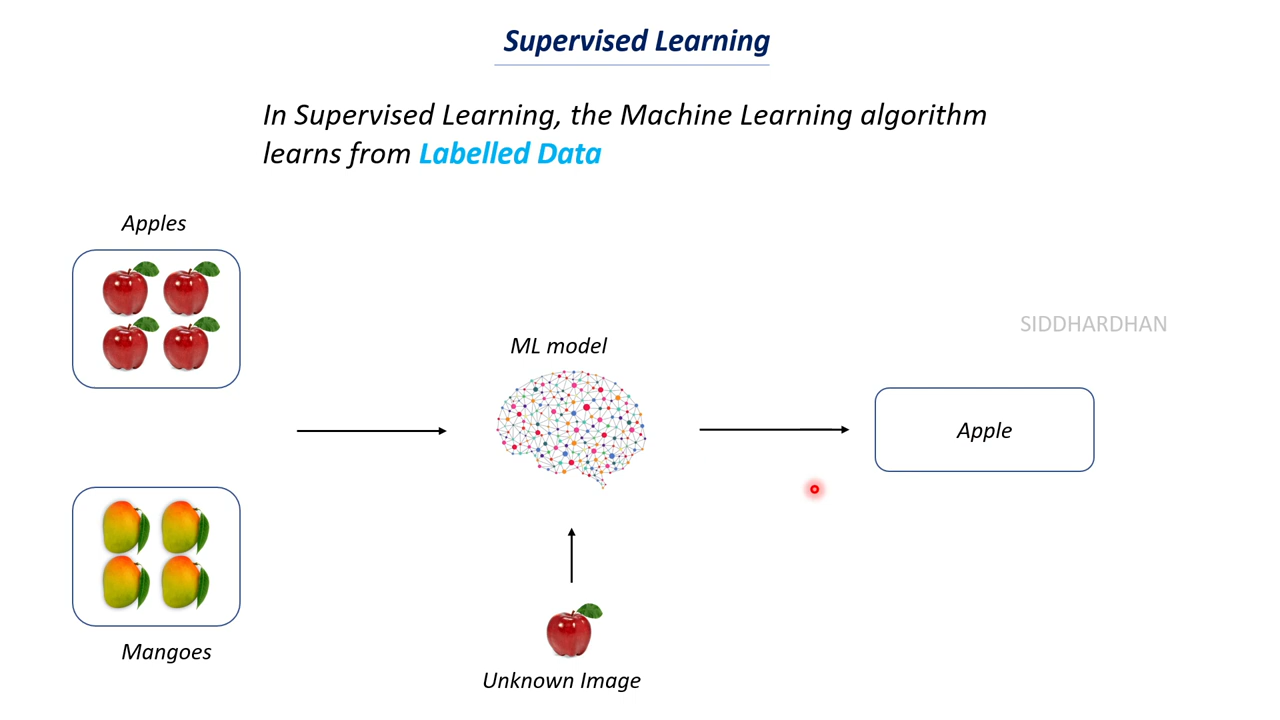 Supervised Learning
In Supervised Learning, the Machine Learning algorithm
learns from Labelled Data
Apples
SIDDHARDHAN
ML model
Apple
Mangoes
Unknown Image